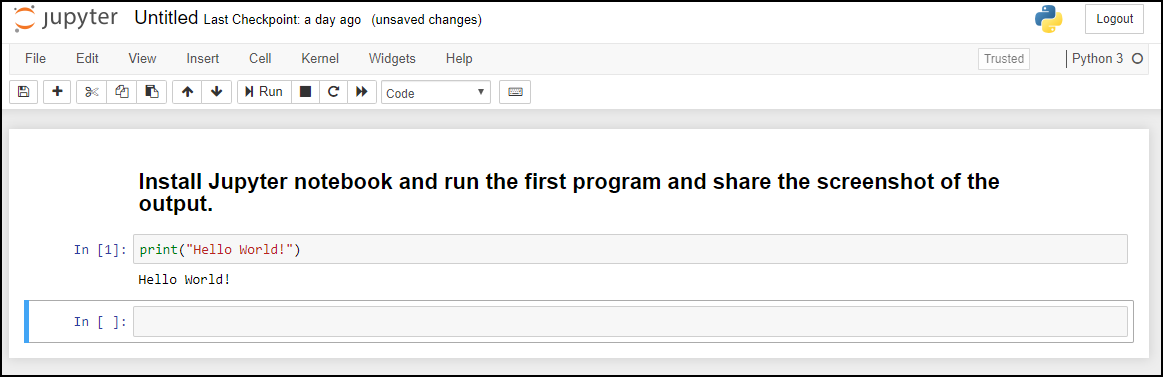 jupyter Untitled Last Checkpoint: a day ago (unsaved changes) Logout
File Edit View Insert Cell Kernel Widgets Help Trusted Python 3
Run Code
Install Jupyter notebook and run the first program and share the screenshot of the
output.
In [1]: print("Hello World!")
Hello World!
In [ ]: